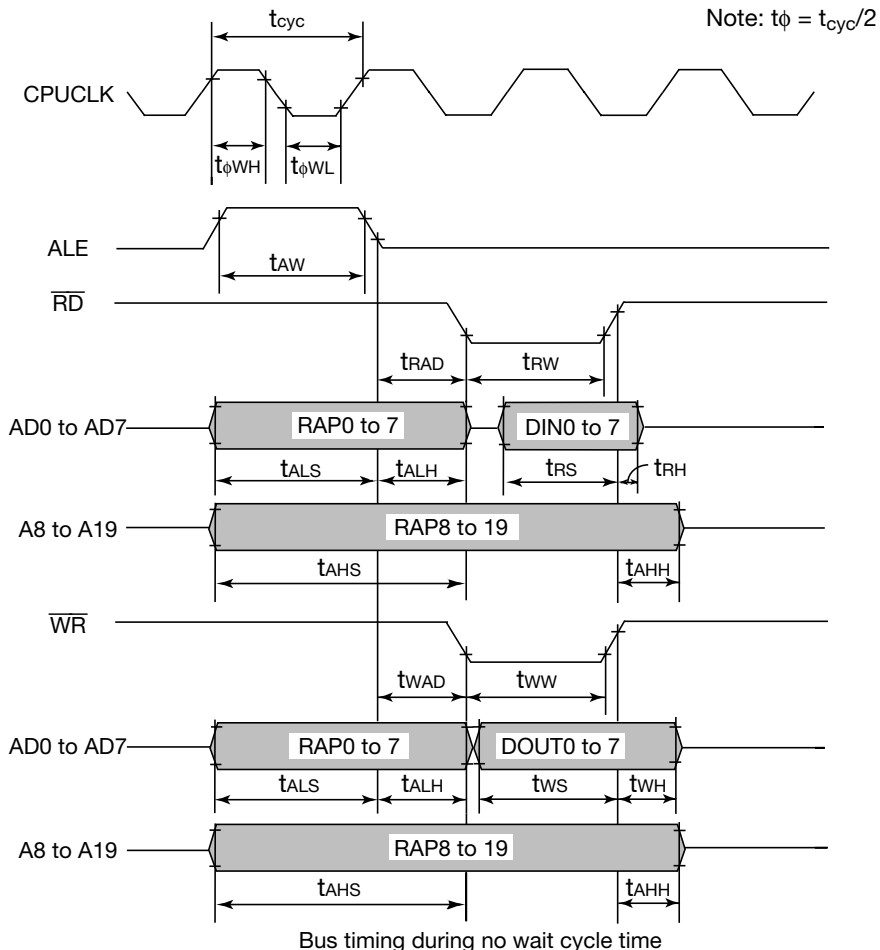 Note: tϕ = tcyc/2
tcyc
CPUCLK
tϕWH
tϕWL
ALE
tAW
RD
tRAD
tRW
AD0 to AD7
RAP0 to 7
DIN0 to 7
tALS
tALH
tRS
tRH
A8 to A19
RAP8 to 19
tAHS
tAHH
WR
tWAD
tWW
AD0 to AD7
RAP0 to 7
DOUT0 to 7
tALS
tALH
tWS
tWH
A8 to A19
RAP8 to 19
tAHS
tAHH
Bus timing during no wait cycle time